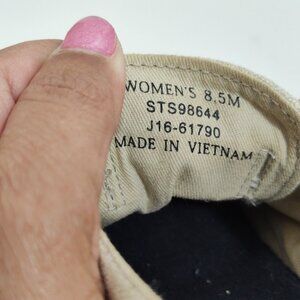 WOMEN'S 8.5M
STS98644
J16-61790
MADE IN VIETNAM